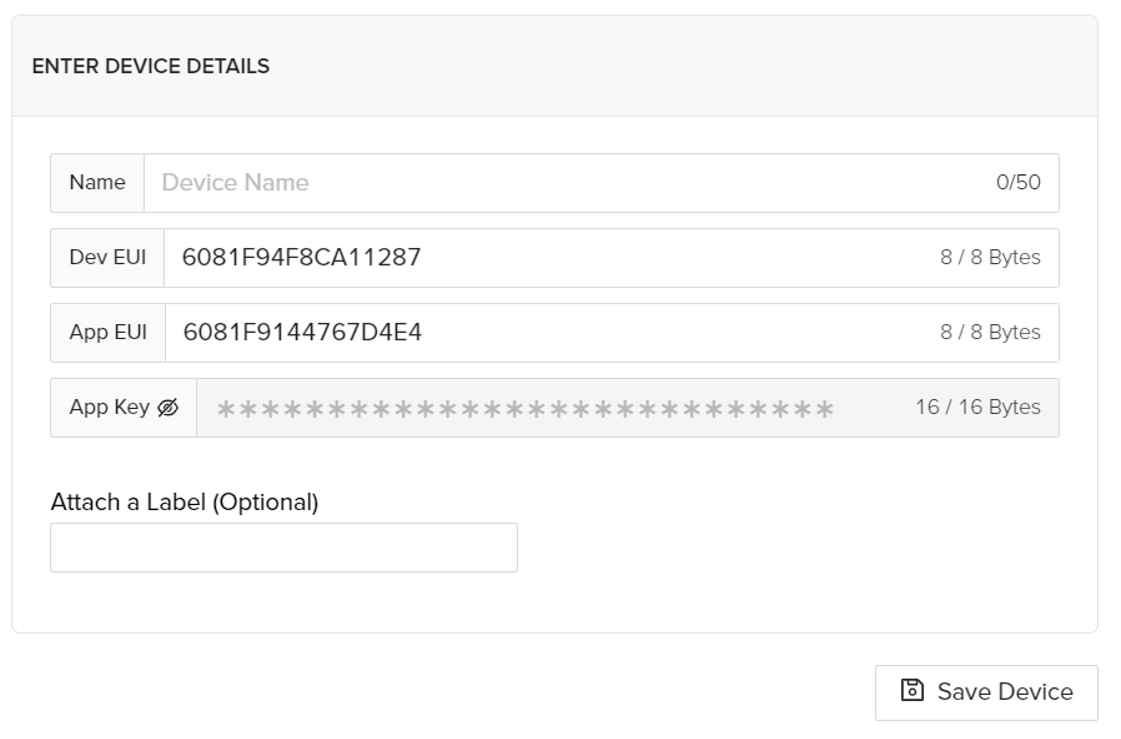 ENTER DEVICE DETAILS
Name Device Name 0/50
Dev EUI 6081F94F8CA11287 8 / 8 Bytes
App EUI 6081F9144767D4E4 8 / 8 Bytes
App Key **************************** 16 / 16 Bytes
Attach a Label (Optional)
Save Device